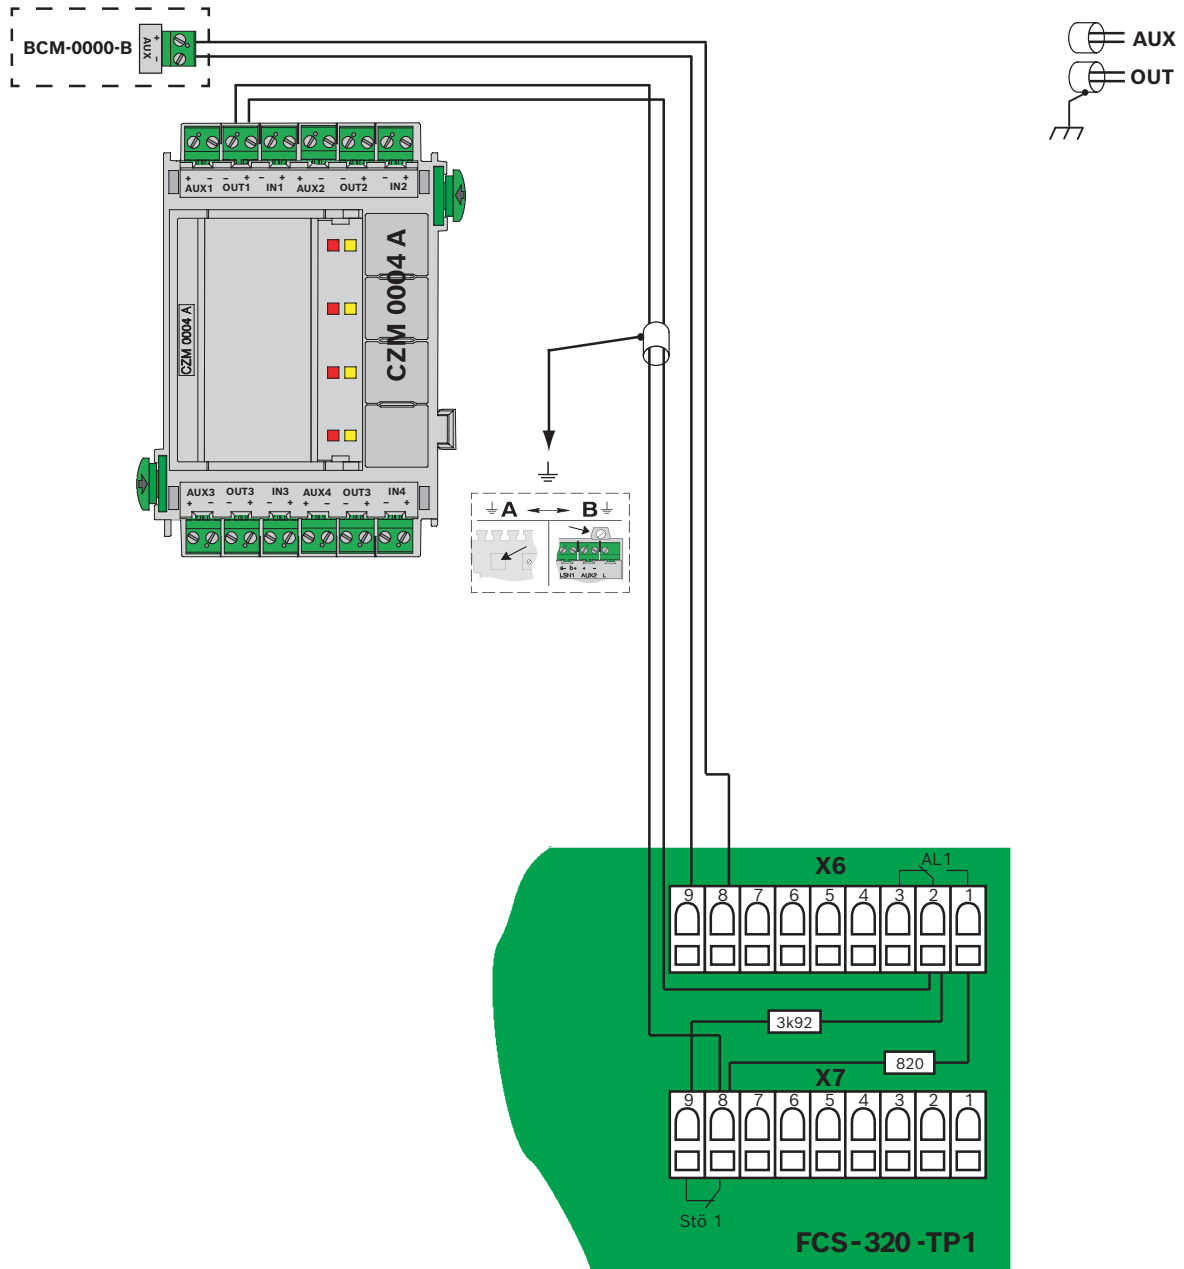 BCM-0000-B
AUX
+
-
AUX
OUT
+ - - + - + + - - + - +
AUX1 OUT1 IN1 AUX2 OUT2 IN2
CZM 0004 A
CZM 0004 A
AUX3 OUT3 IN3 AUX4 OUT3 IN4
+ - - + - + + - - + - +
A B
a- b+ + -
LSN1 AUX2 L
X6
AL1
9 8 7 6 5 4 3 2 1
3k92
820
X7
9 8 7 6 5 4 3 2 1
Stö 1
FCS-320-TP1